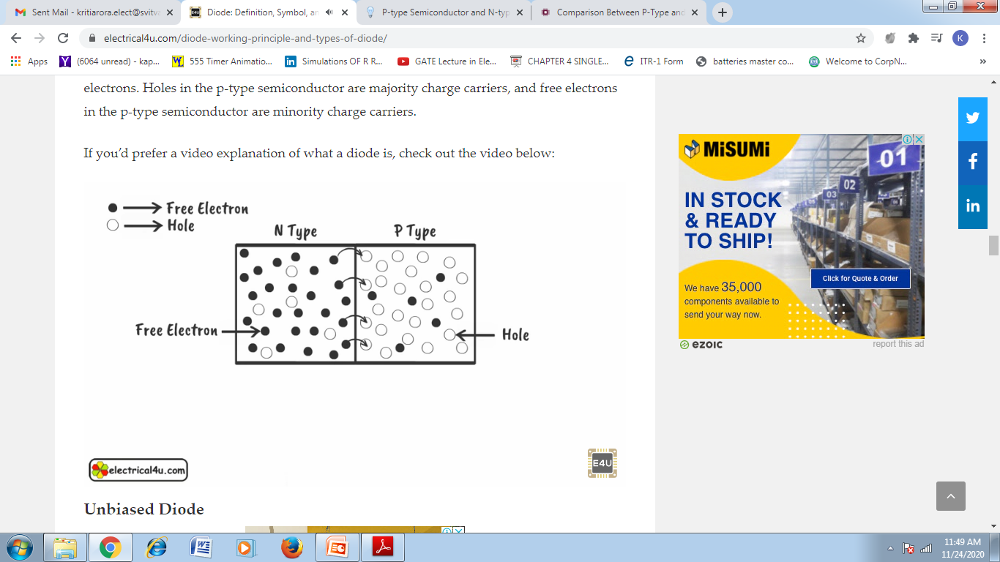 Sent Mail - kritiarora.elect@svitv
Diode: Definition, Symbol, an
P-type Semiconductor and N-typ
Comparison Between P-Type and
K
electrical4u.com/diode-working-principle-and-types-of-diode/
Apps
(6064 unread) - kap...
555 Timer Animatio...
Simulations OF R R...
GATE Lecture in Ele...
CHAPTER 4 SINGLE...
ITR-1 Form
batteries master co...
Welcome to CorpN...
electrons. Holes in the p-type semiconductor are majority charge carriers, and free electrons
in the p-type semiconductor are minority charge carriers.
If you’d prefer a video explanation of what a diode is, check out the video below:
Free Electron
Hole
N Type
P Type
Free Electron
Hole
electrical4u.com
E4U
Unbiased Diode
MiSUMi
IN STOCK
& READY
TO SHIP!
We have 35,000
components available to
send your way now.
Click for Quote & Order
01
02
03
ezoic
report this ad
11:49 AM
11/24/2020